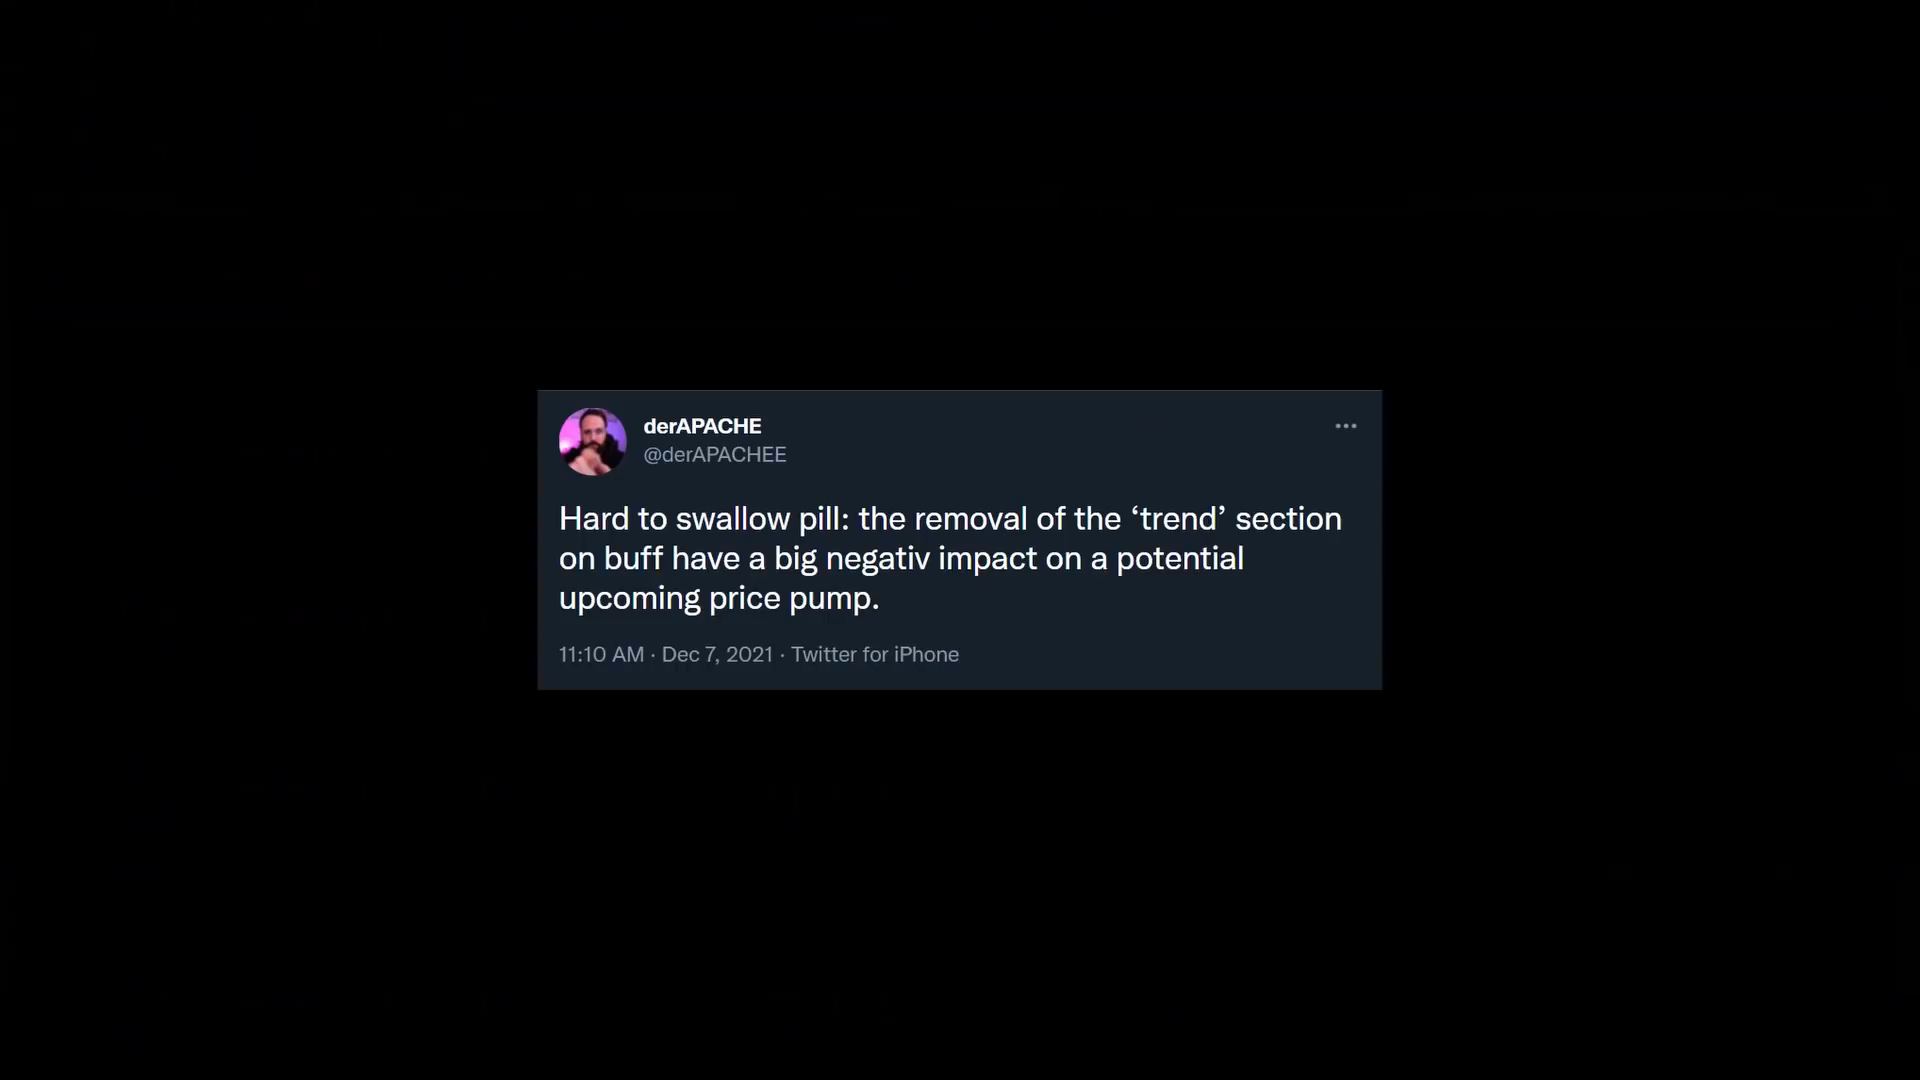 derAPACHE
@derAPACHEE
Hard to swallow pill: the removal of the ‘trend’ section
on buff have a big negativ impact on a potential
upcoming price pump.
11:10 AM · Dec 7, 2021 · Twitter for iPhone